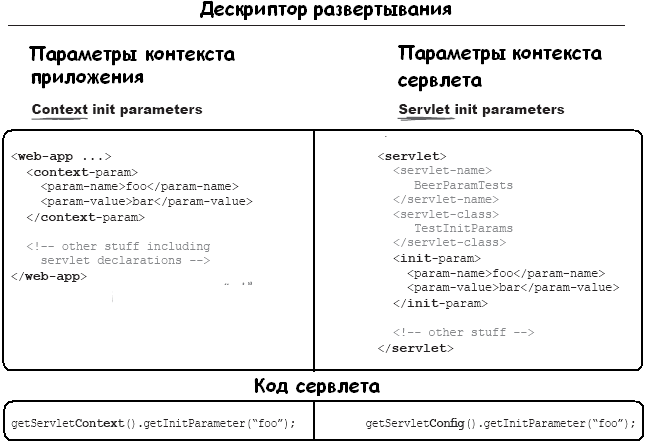 Дескриптор развертывания
Параметры контекста
приложения
Context init parameters
<web-app ...>
<context-param>
<param-name>foo</param-name>
<param-value>bar</param-value>
</context-param>
<!-- other stuff including
servlet declarations -->
</web-app>
Параметры контекста
сервлета
Servlet init parameters
<servlet>
<servlet-name>
BeerParamTests
</servlet-name>
<servlet-class>
TestInitParams
</servlet-class>
<init-param>
<param-name>foo</param-name>
<param-value>bar</param-value>
</init-param>
<!-- other stuff -->
</servlet>
Код сервлета
getServletContext().getInitParameter(“foo”);
getServletConfig().getInitParameter(“foo”);